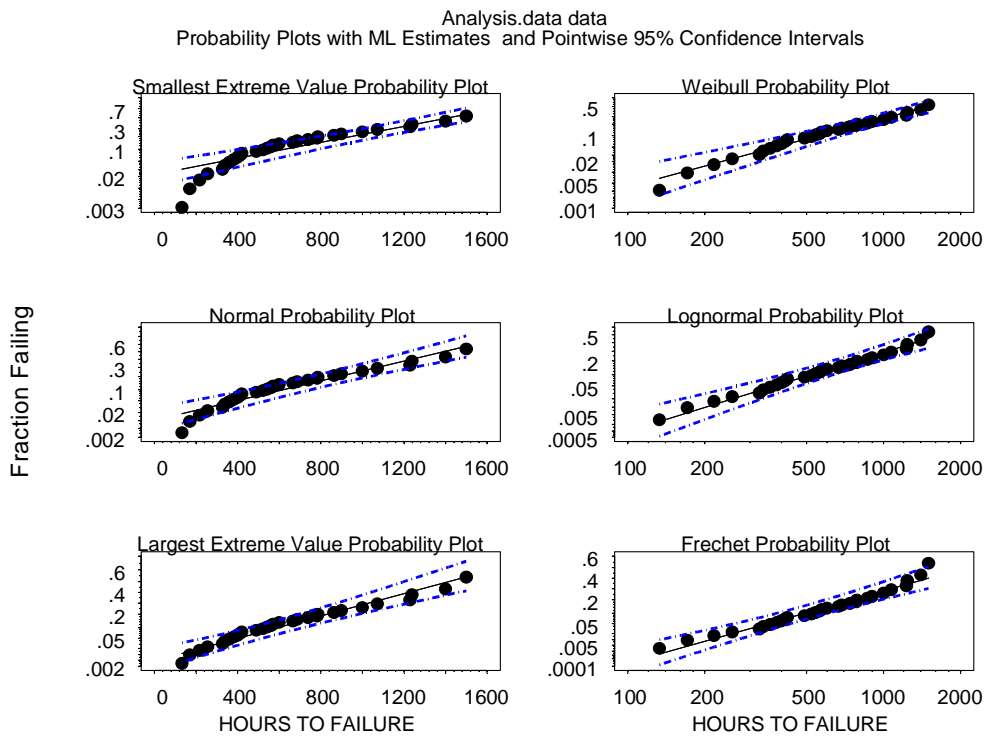 Analysis.data data
Probability Plots with ML Estimates and Pointwise 95% Confidence Intervals
Fraction Failing
Smallest Extreme Value Probability Plot
.7
.3
.1
.02
.003
0 400 800 1200 1600
Weibull Probability Plot
.5
.1
.02
.005
.001
100 200 500 1000 2000
Normal Probability Plot
.6
.3
.1
.02
.002
0 400 800 1200 1600
Lognormal Probability Plot
.5
.2
.05
.005
.0005
100 200 500 1000 2000
Largest Extreme Value Probability Plot
.6
.4
.2
.05
.002
0 400 800 1200 1600
HOURS TO FAILURE
Frechet Probability Plot
.6
.4
.2
.05
.005
.0001
100 200 500 1000 2000
HOURS TO FAILURE